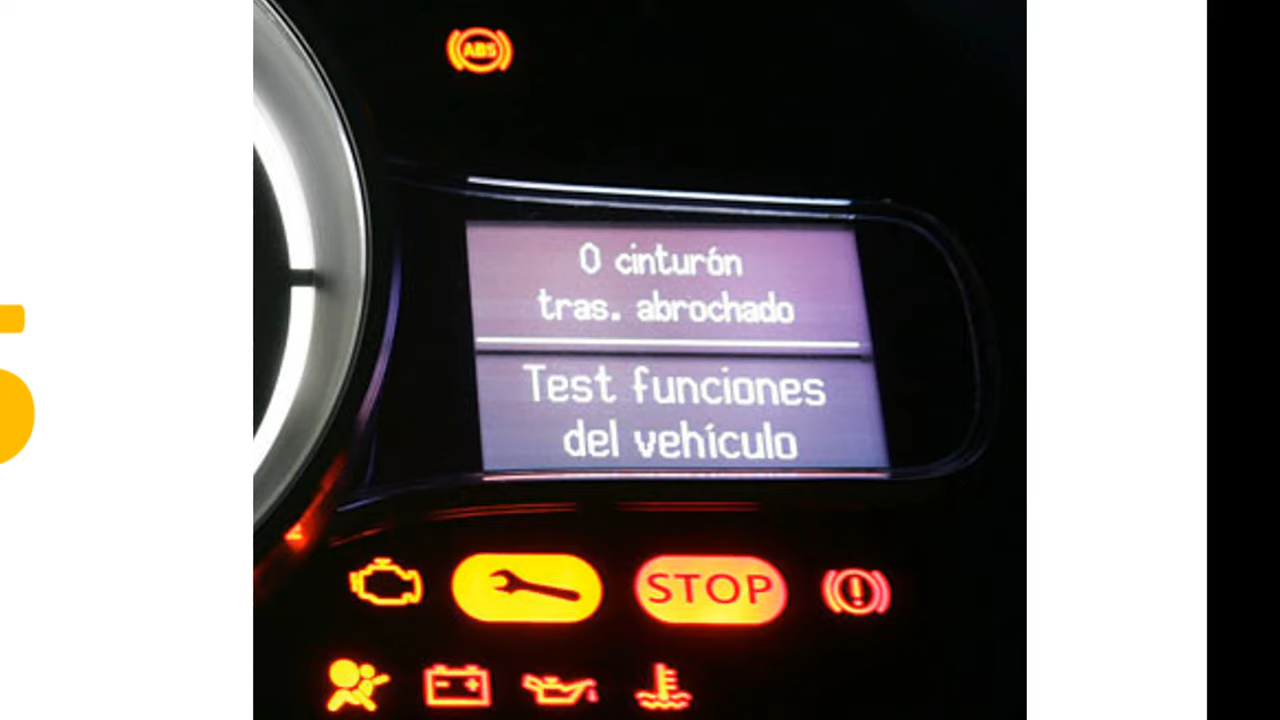 ABS
0 cinturón
tras. abrochado
Test funciones
del vehículo
STOP